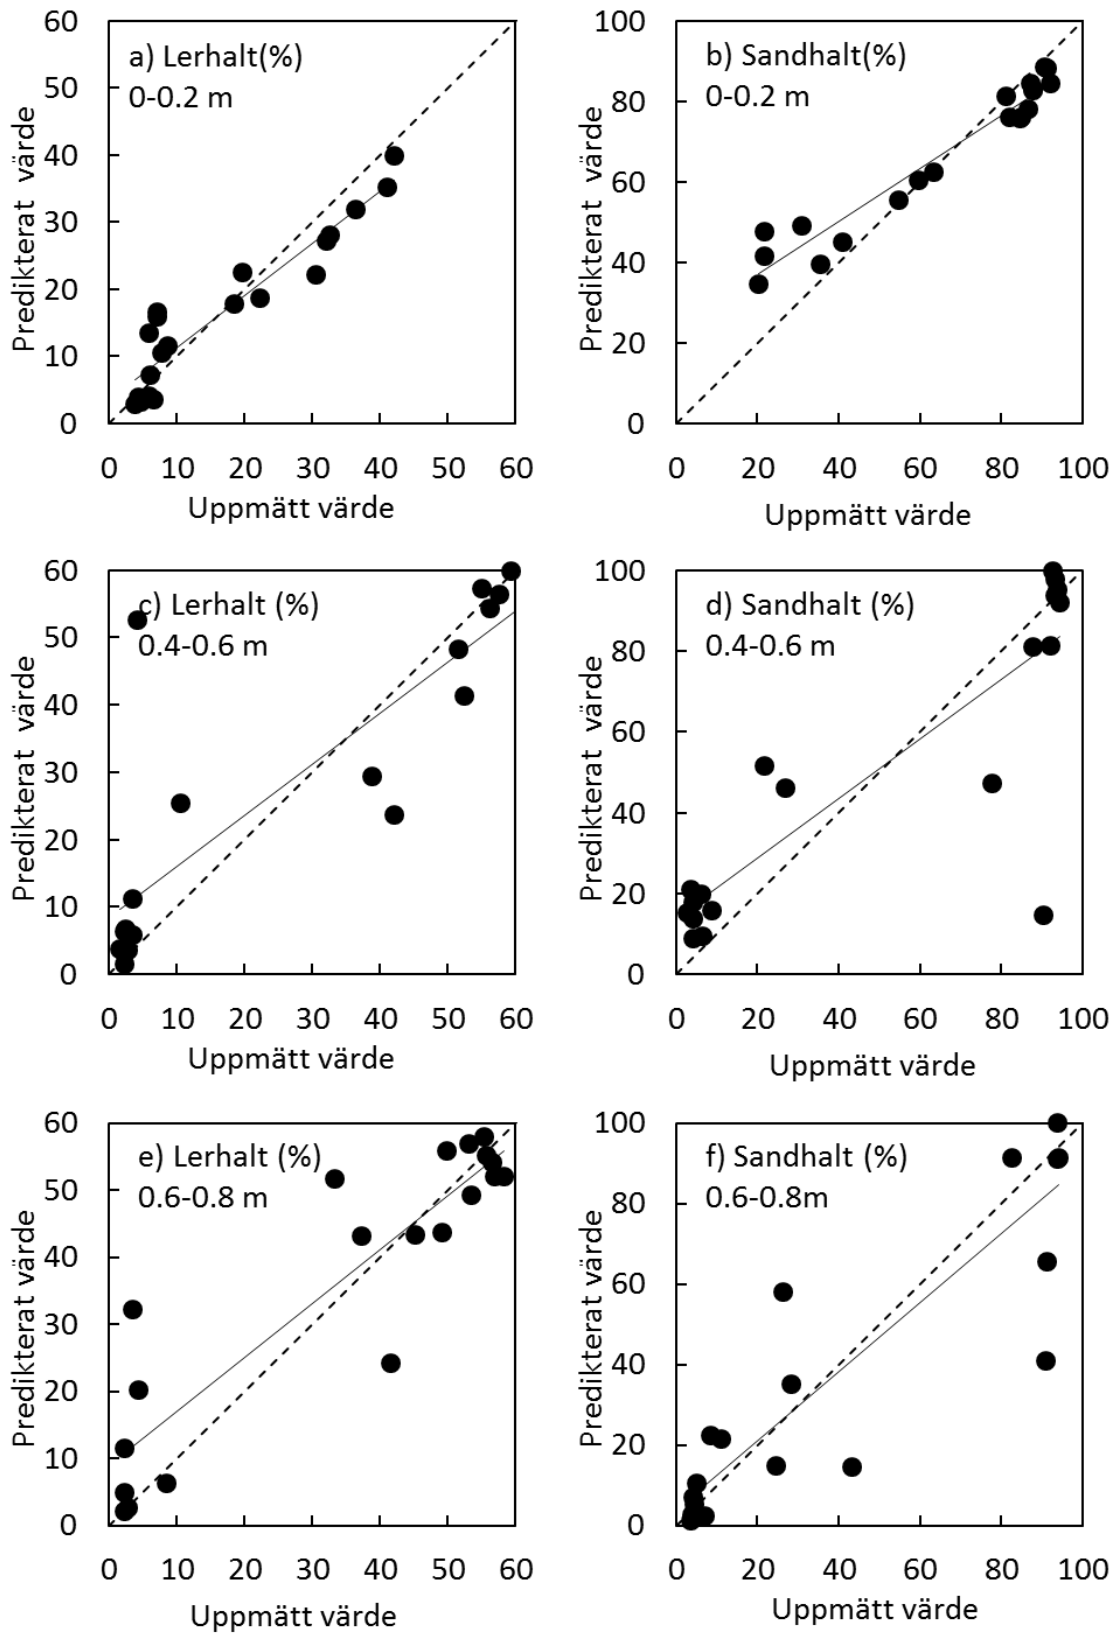 a) Lerhalt(%)
0-0.2 m
Predikterat värde
60
50
40
30
20
10
0
0 10 20 30 40 50 60
Uppmätt värde
b) Sandhalt(%)
0-0.2 m
Predikterat värde
100
80
60
40
20
0
0 20 40 60 80 100
Uppmätt värde
c) Lerhalt (%)
0.4-0.6 m
Predikterat värde
60
50
40
30
20
10
0
0 10 20 30 40 50 60
Uppmätt värde
d) Sandhalt (%)
0.4-0.6 m
Predikterat värde
100
80
60
40
20
0
0 20 40 60 80 100
Uppmätt värde
e) Lerhalt (%)
0.6-0.8 m
Predikterat värde
60
50
40
30
20
10
0
0 10 20 30 40 50 60
Uppmätt värde
f) Sandhalt (%)
0.6-0.8m
Predikterat värde
100
80
60
40
20
0
0 20 40 60 80 100
Uppmätt värde